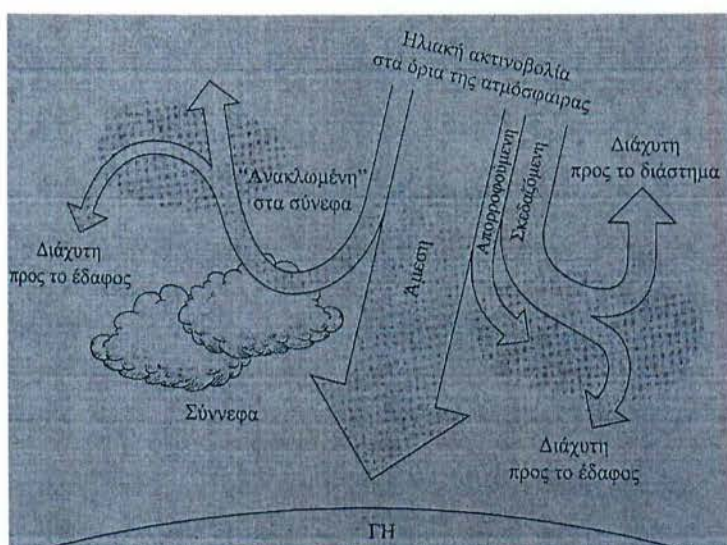 Ηλιακή ακτινοβολία
στα όρια της ατμόσφαιρας
"Ανακλωμένη"
στα σύνεφα
Διάχυτη
προς το έδαφος
Σύννεφα
Άμεση
Απορροφούμενη
Σκεδαζόμενη
Διάχυτη
προς το διάστημα
Διάχυτη
προς το έδαφος
ΓΗ